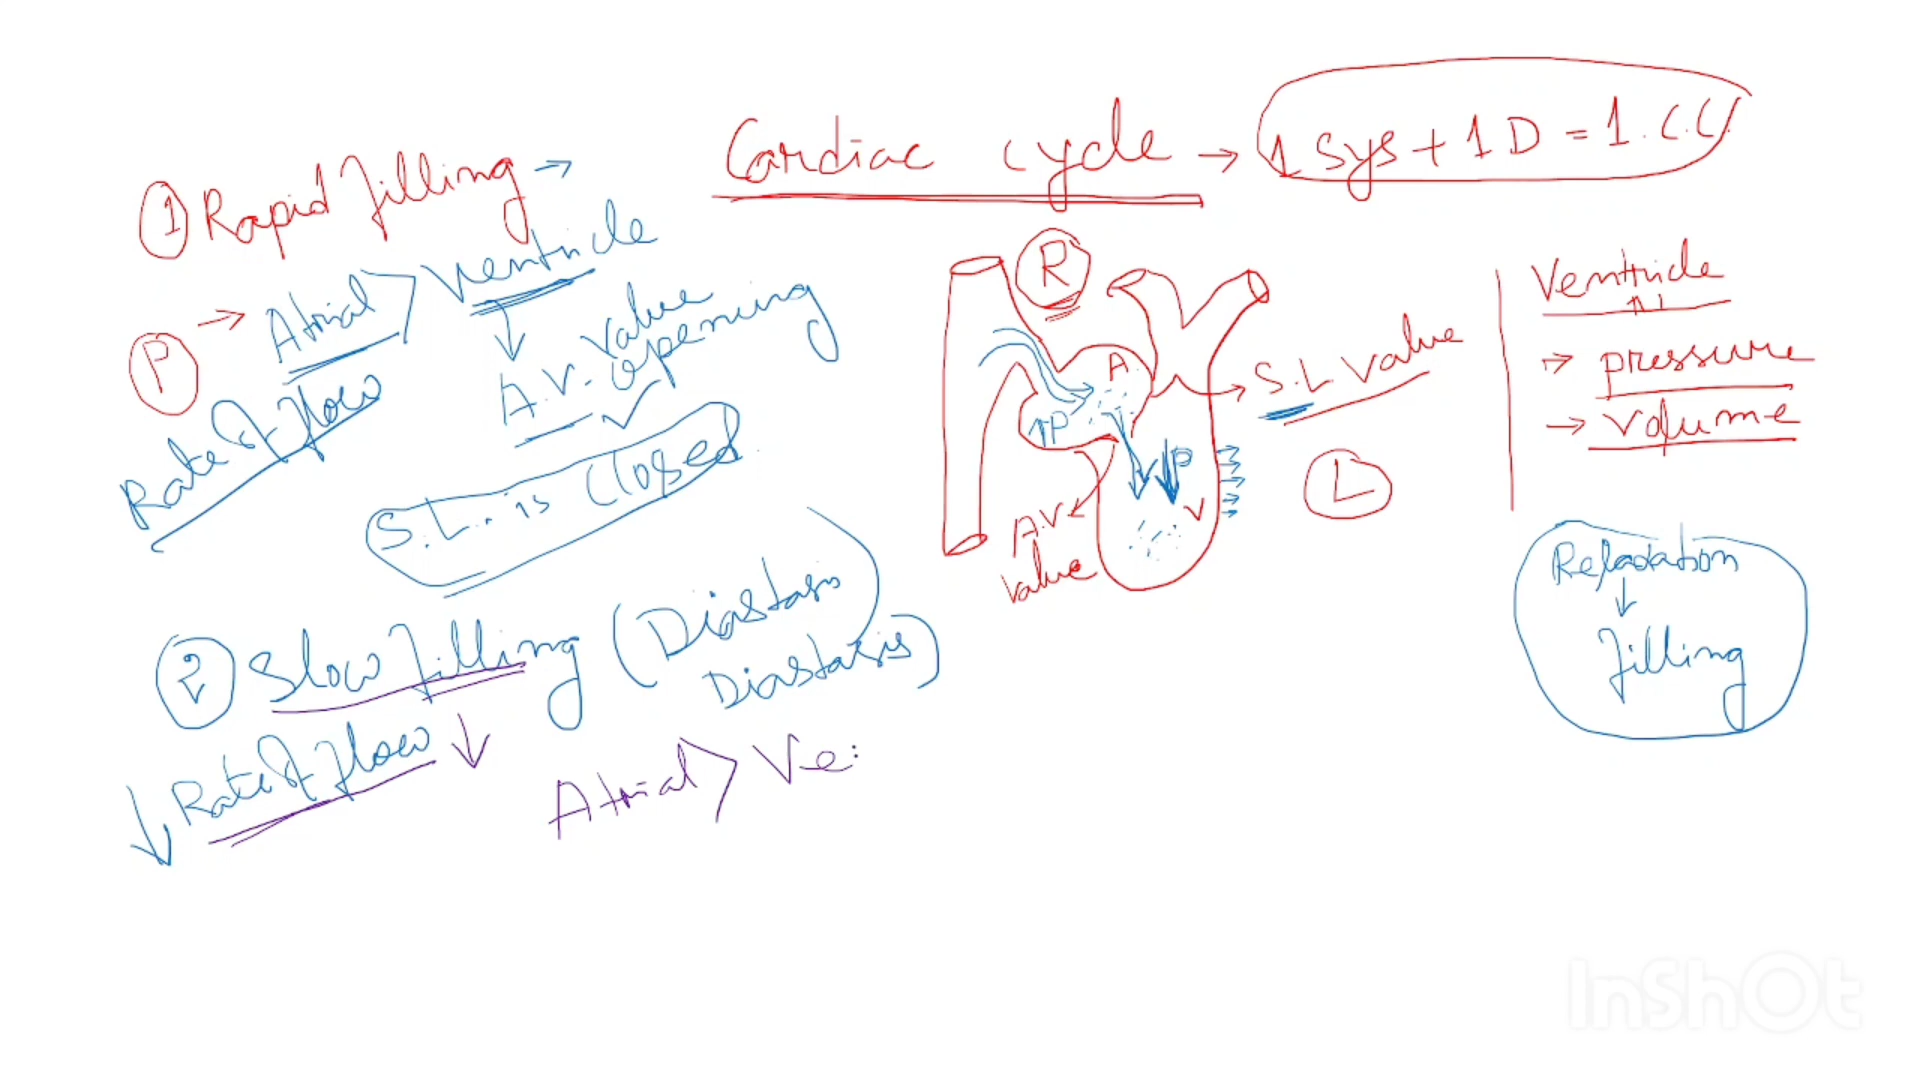 Cardiac cycle → 1 Sys + 1 D = 1. C.C.
① Rapid filling →
P → Atrial > Ventricle
↓
A.V. Valve opening ✓
Rate of flow
S.L. is Closed
② Slow filling (Diastasis)
Diastasis)
↓ Rate of flow ↓
Atrial > Ve
R
A
↑P
↓P
V
A.V. Valve
S.L. Valve
L
Ventricle
→ pressure
→ Volume
Relaxation
↓
filling
InShOt